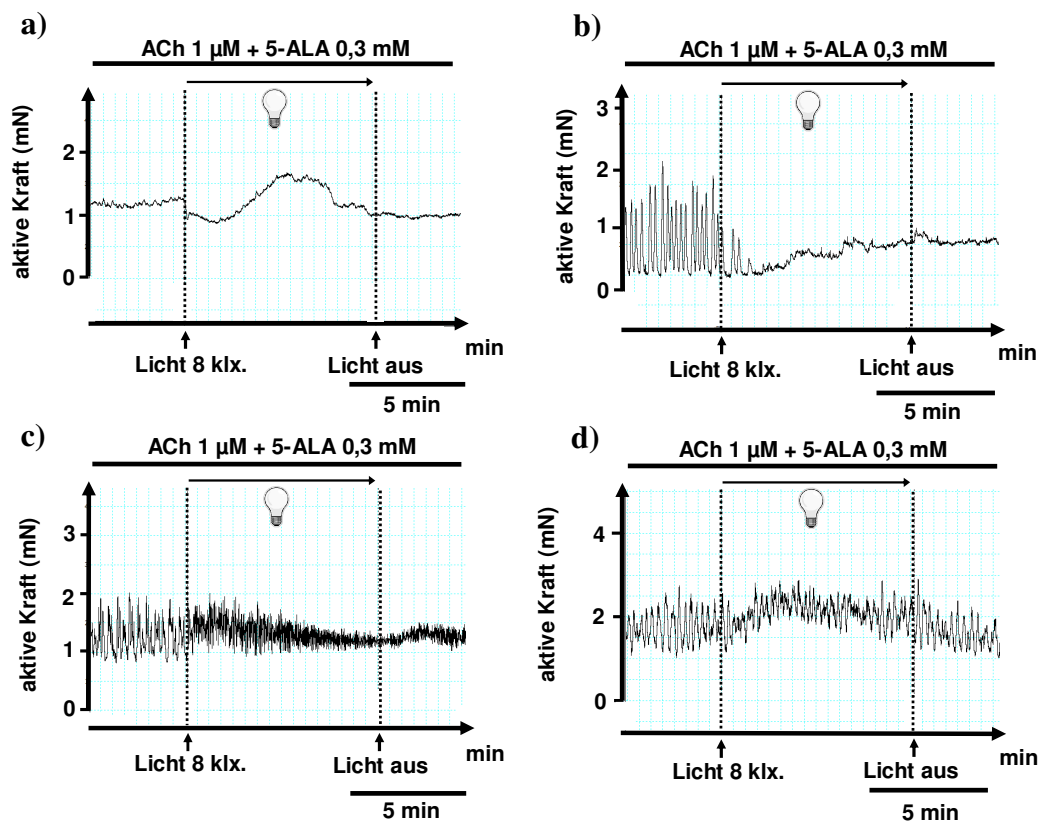 a)
ACh 1 µM + 5-ALA 0,3 mM
aktive Kraft (mN)
2
1
0
Licht 8 klx.
Licht aus
5 min
b)
ACh 1 µM + 5-ALA 0,3 mM
aktive Kraft (mN)
3
2
1
0
min
Licht 8 klx.
Licht aus
5 min
c)
ACh 1 µM + 5-ALA 0,3 mM
aktive Kraft (mN)
3
2
1
0
min
Licht 8 klx.
Licht aus
5 min
d)
ACh 1 µM + 5-ALA 0,3 mM
aktive Kraft (mN)
4
2
0
min
Licht 8 klx.
Licht aus
5 min